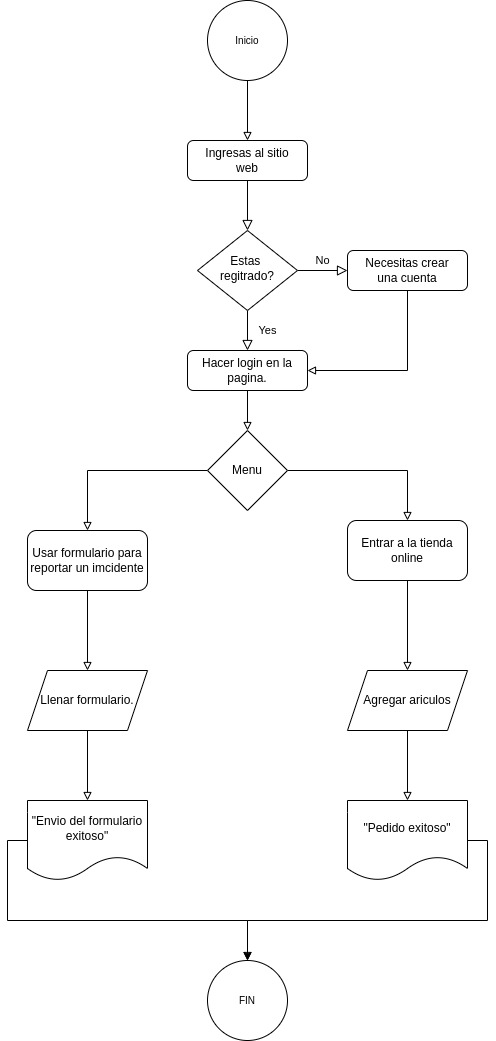 Inicio
Ingresas al sitio
web
Estas
regitrado?
No
Necesitas crear
una cuenta
Yes
Hacer login en la
pagina.
Menu
Usar formulario para
reportar un imcidente
Entrar a la tienda
online
Llenar formulario.
Agregar ariculos
"Envio del formulario
exitoso"
"Pedido exitoso"
FIN